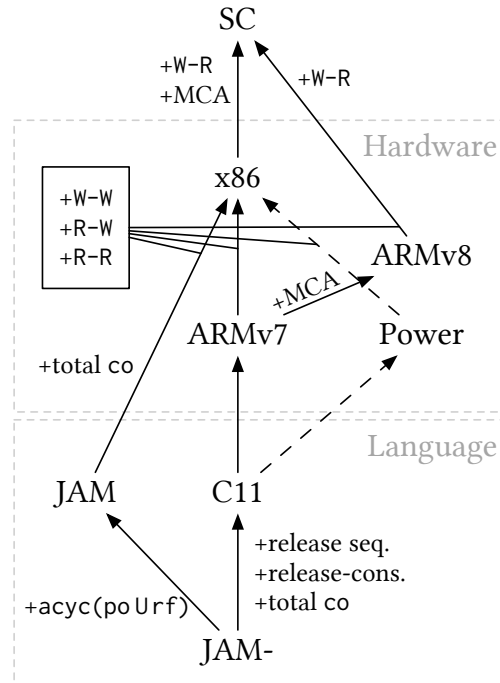 SC
+W-R
+MCA
+W-R
Hardware
x86
+W-W
+R-W
+R-R
ARMv8
+MCA
ARMv7
Power
+total co
Language
JAM
C11
+release seq.
+release-cons.
+total co
+acyc(po∪rf)
JAM-